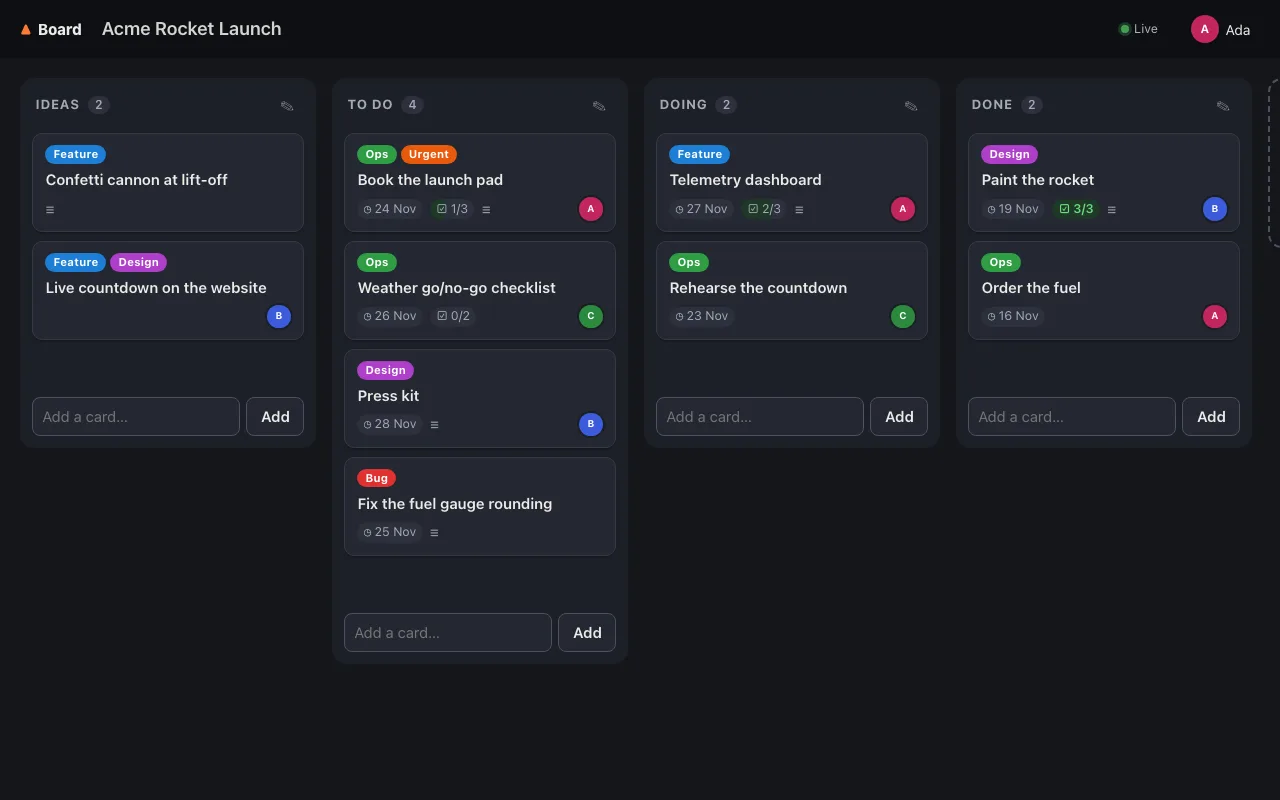 Board Acme Rocket Launch
Live
A Ada
IDEAS 2
Feature
Confetti cannon at lift-off
Feature Design
Live countdown on the website
B
Add a card... Add
TO DO 4
Ops Urgent
Book the launch pad
24 Nov 1/3 A
Ops
Weather go/no-go checklist
26 Nov 0/2 C
Design
Press kit
28 Nov B
Bug
Fix the fuel gauge rounding
25 Nov
Add a card... Add
DOING 2
Feature
Telemetry dashboard
27 Nov 2/3 A
Ops
Rehearse the countdown
23 Nov C
Add a card... Add
DONE 2
Design
Paint the rocket
19 Nov 3/3 B
Ops
Order the fuel
16 Nov A
Add a card... Add